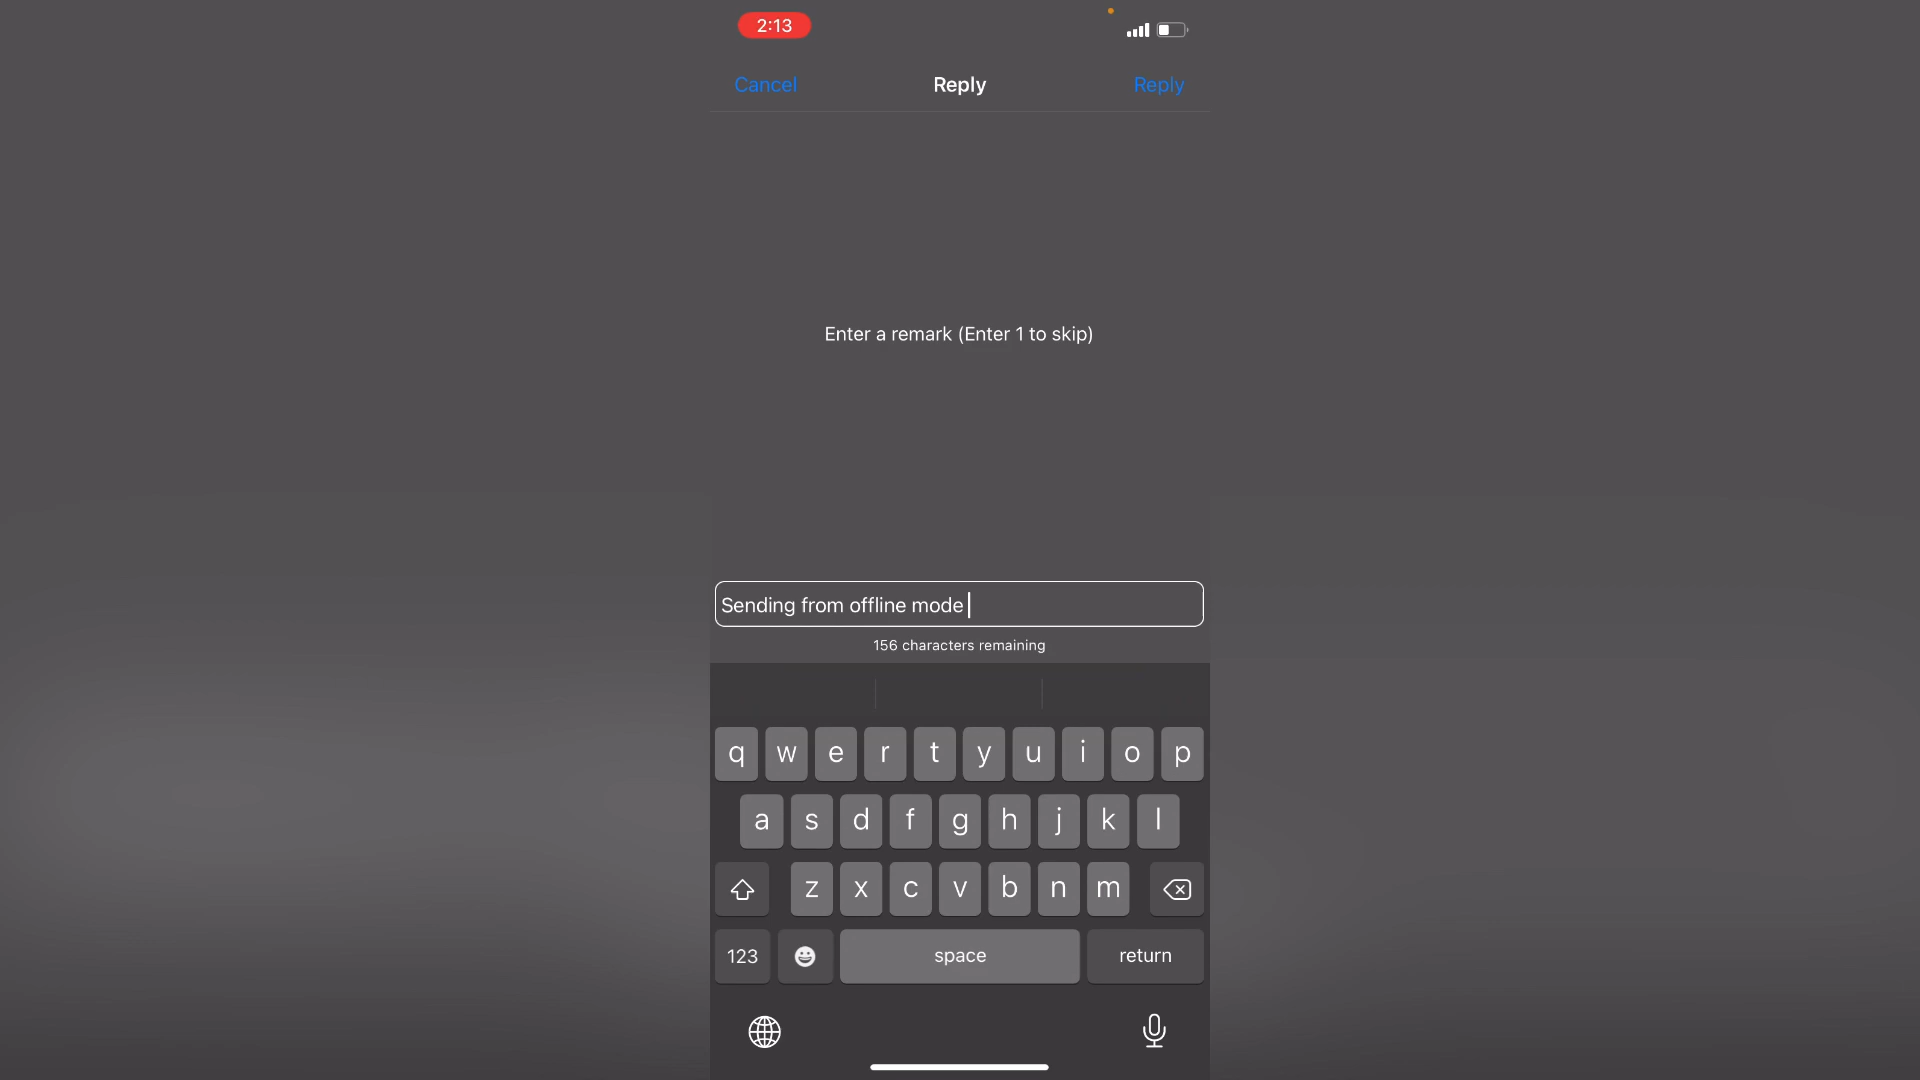 2:13
Cancel Reply Reply
Enter a remark (Enter 1 to skip)
Sending from offline mode
156 characters remaining
q w e r t y u i o p
a s d f g h j k l
z x c v b n m
123 space return